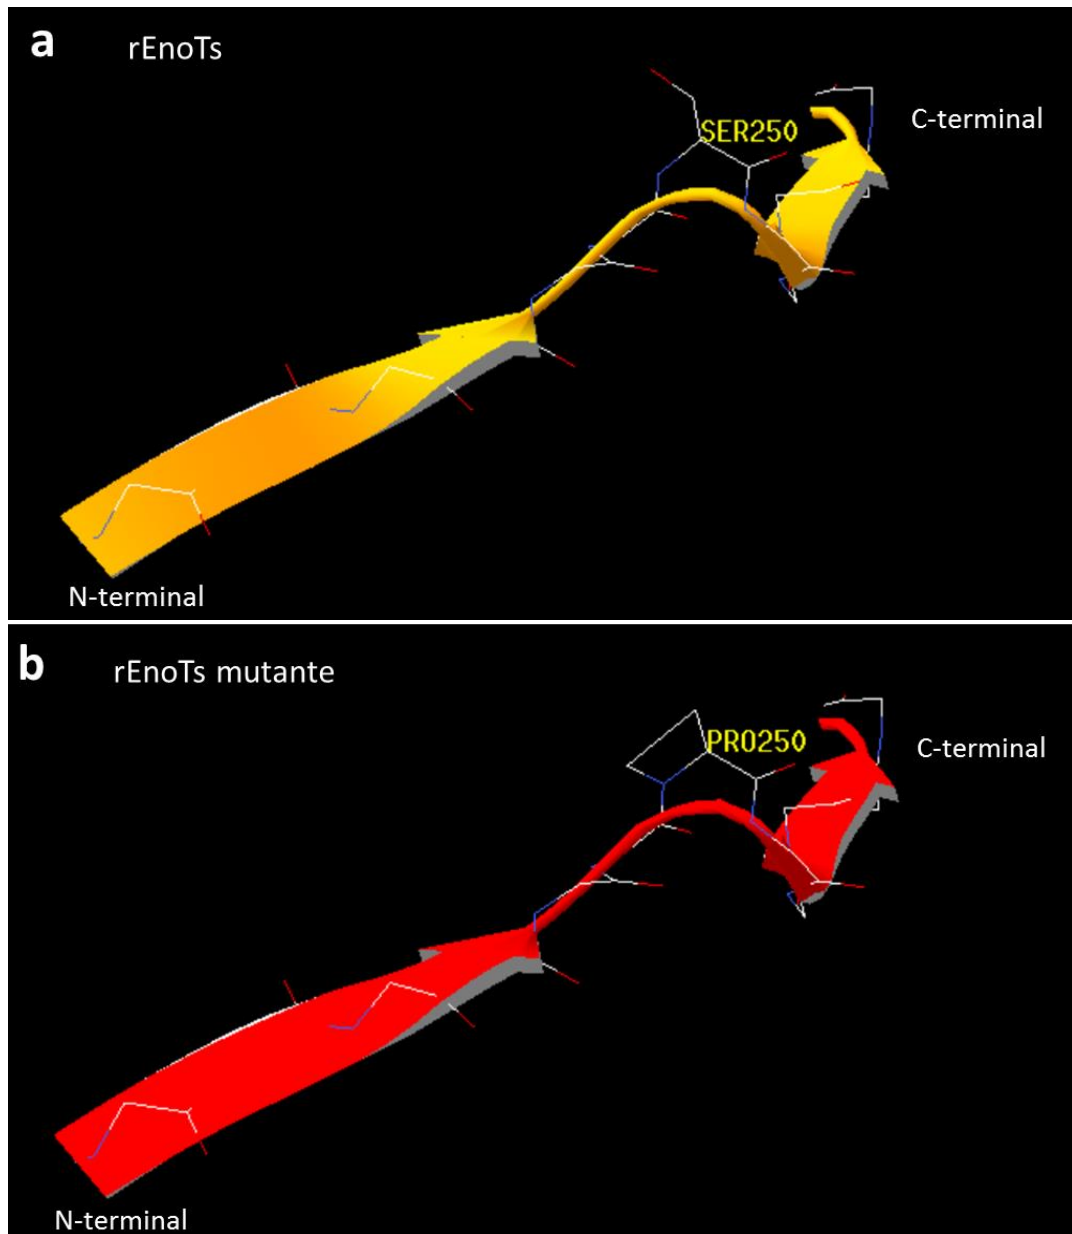 a
rEnoTs
SER250
C-terminal
N-terminal
b
rEnoTs mutante
PRO250
C-terminal
N-terminal